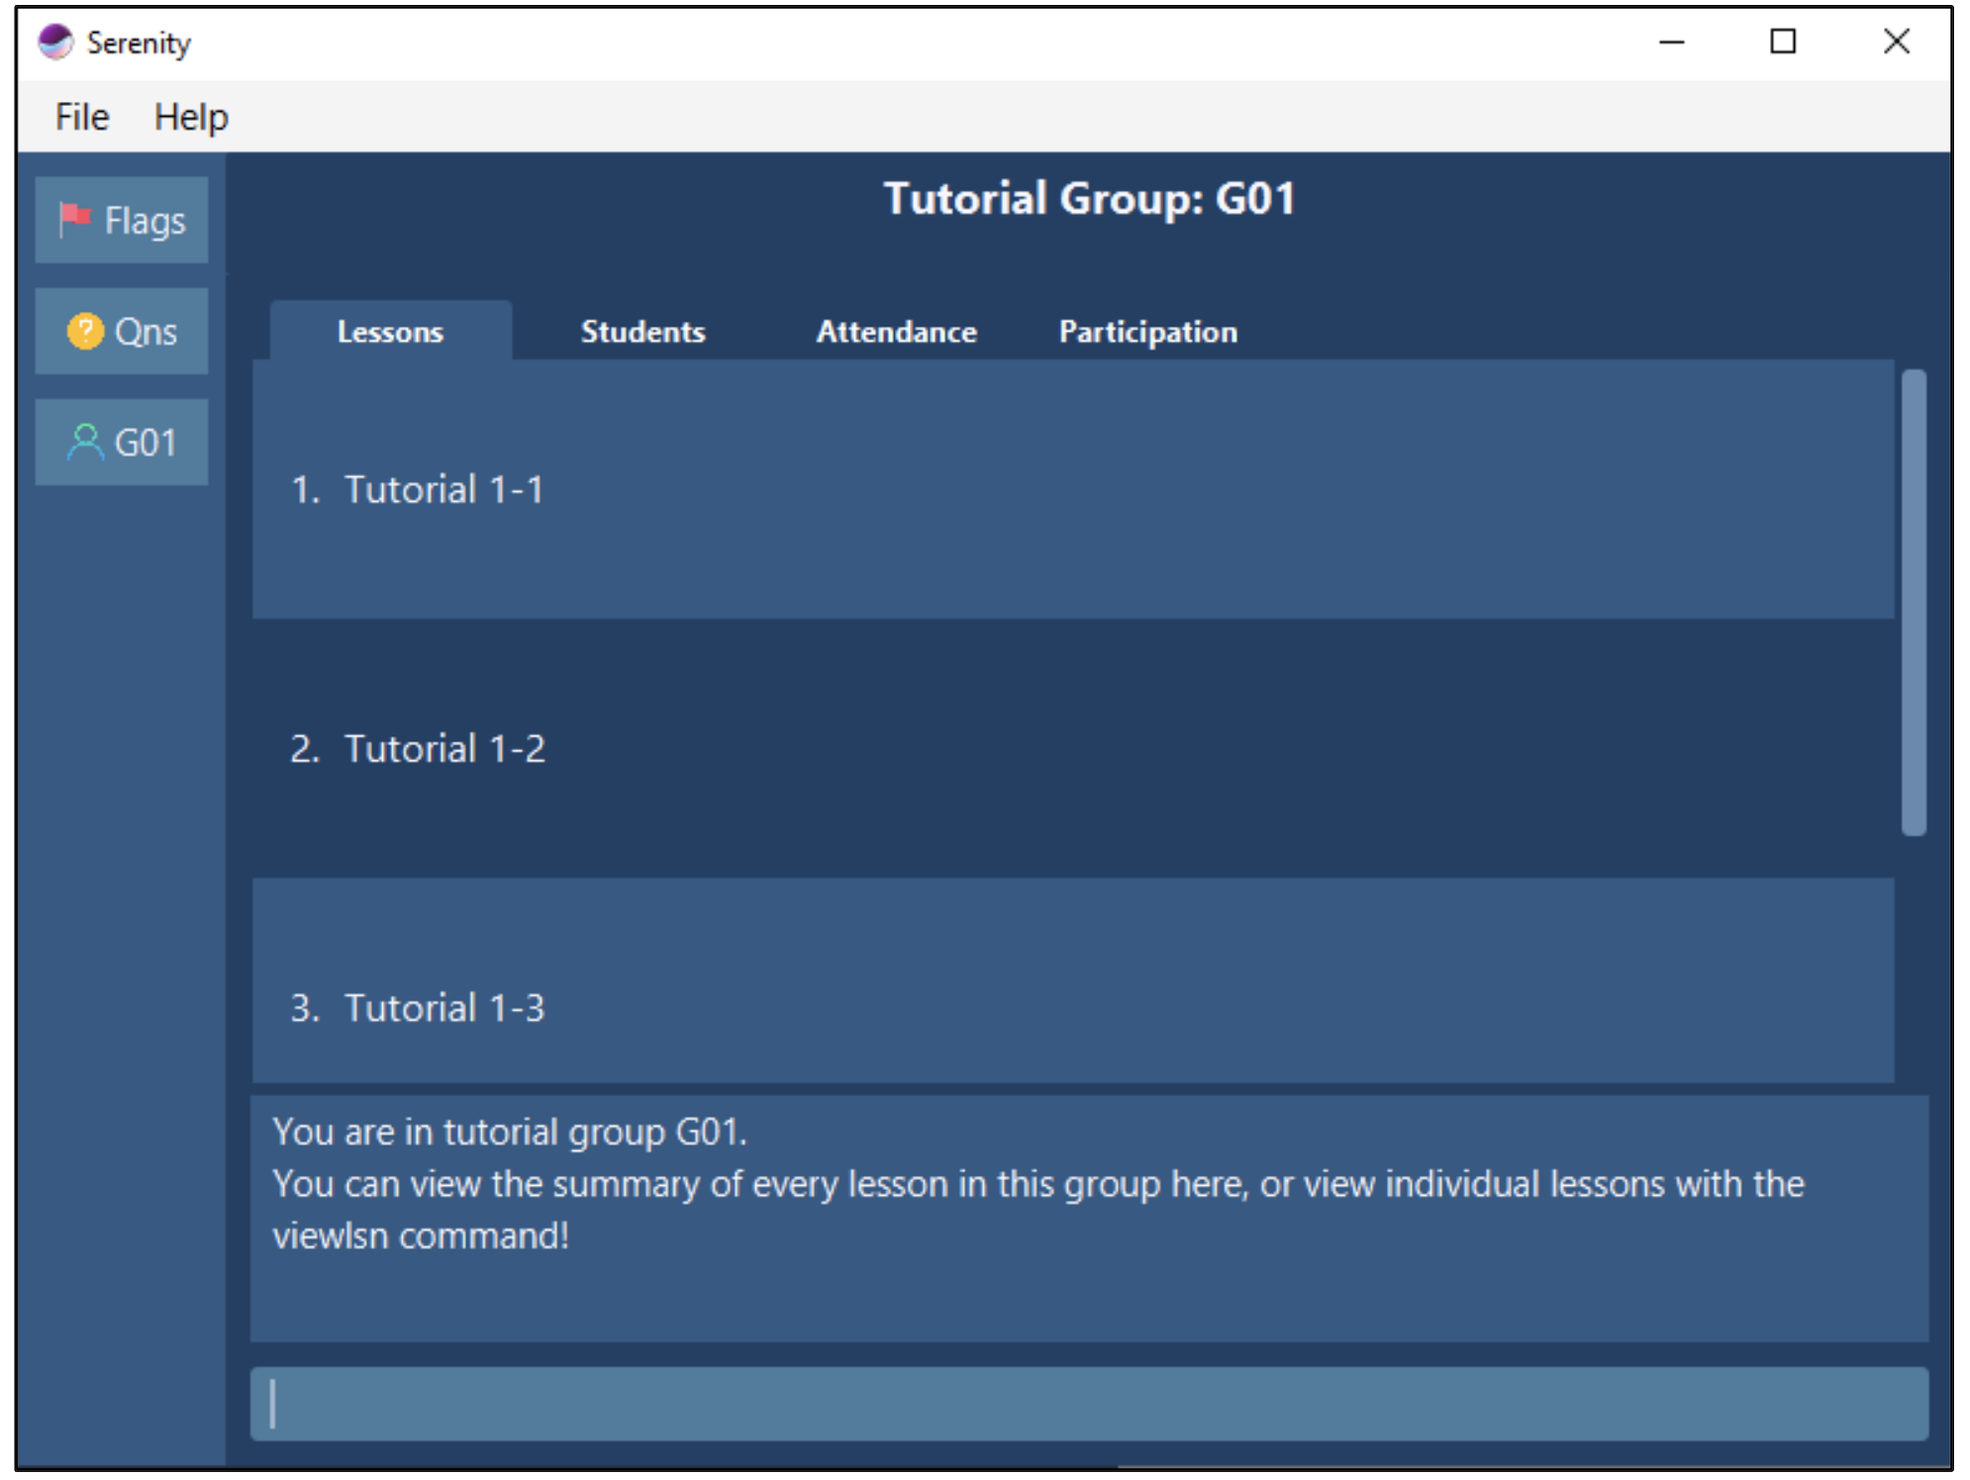 Serenity
File Help
Flags
Qns
G01
Tutorial Group: G01
Lessons Students Attendance Participation
1. Tutorial 1-1
2. Tutorial 1-2
3. Tutorial 1-3
You are in tutorial group G01.
You can view the summary of every lesson in this group here, or view individual lessons with the
viewlsn command!